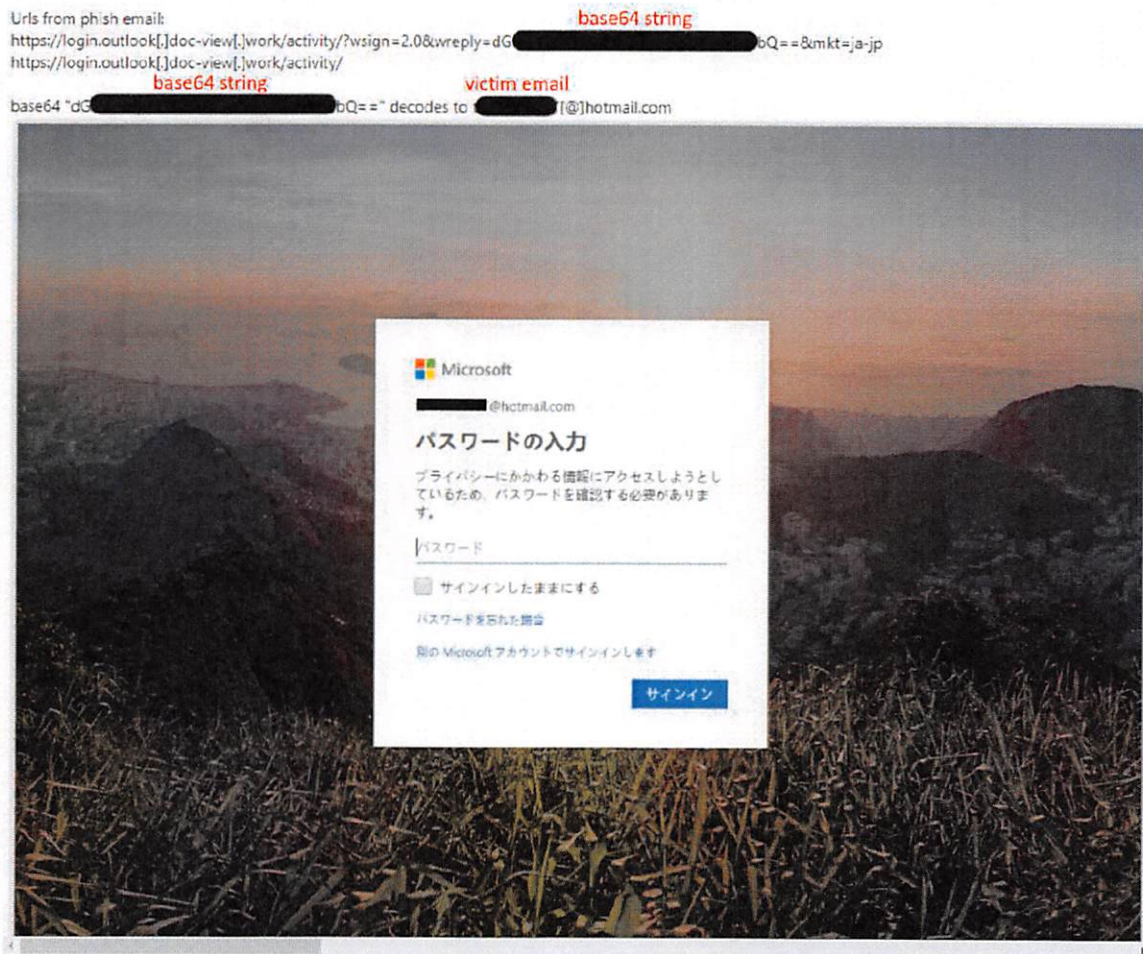 Urls from phish email:
base64 string
https://login.outlook[.]doc-view[.]work/activity/?wsign=2.0&wreply=dG bQ==&mkt=ja-jp
https://login.outlook[.]doc-view[.]work/activity/
base64 string
victim email
base64 "dG bQ==" decodes to [@]hotmail.com
Microsoft
@hotmail.com
パスワードの入力
プライバシーにかかわる情報にアクセスしようとし
ているため、パスワードを確認する必要がありま
す。
パスワード
サインインしたままにする
パスワードを忘れた場合
別の Microsoft アカウントでサインインします
サインイン